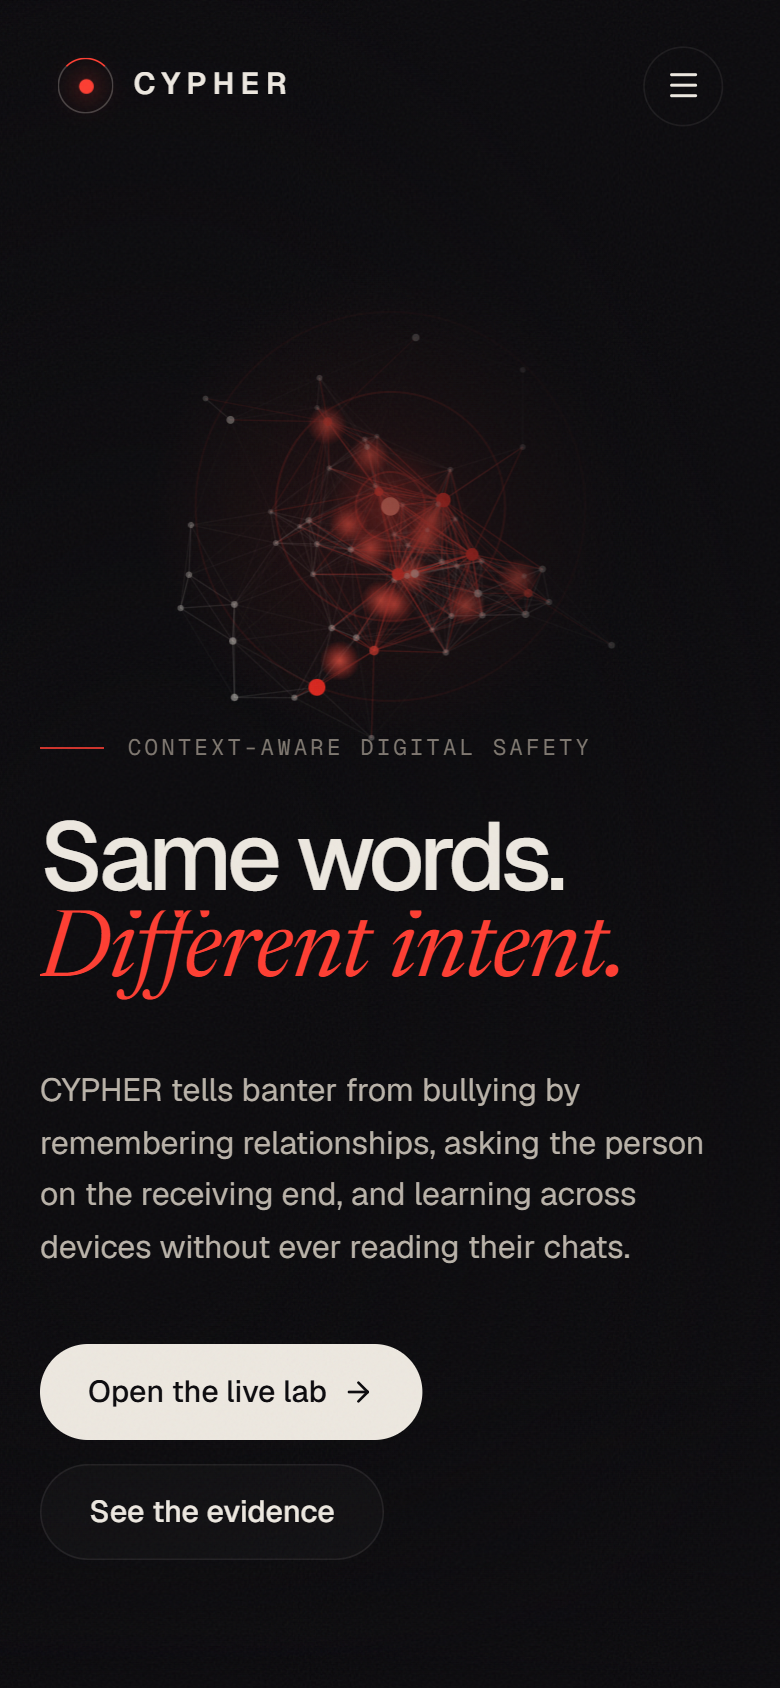 CYPHER
CONTEXT-AWARE DIGITAL SAFETY
Same words.
Different intent.
CYPHER tells banter from bullying by
remembering relationships, asking the person
on the receiving end, and learning across
devices without ever reading their chats.
Open the live lab →
See the evidence